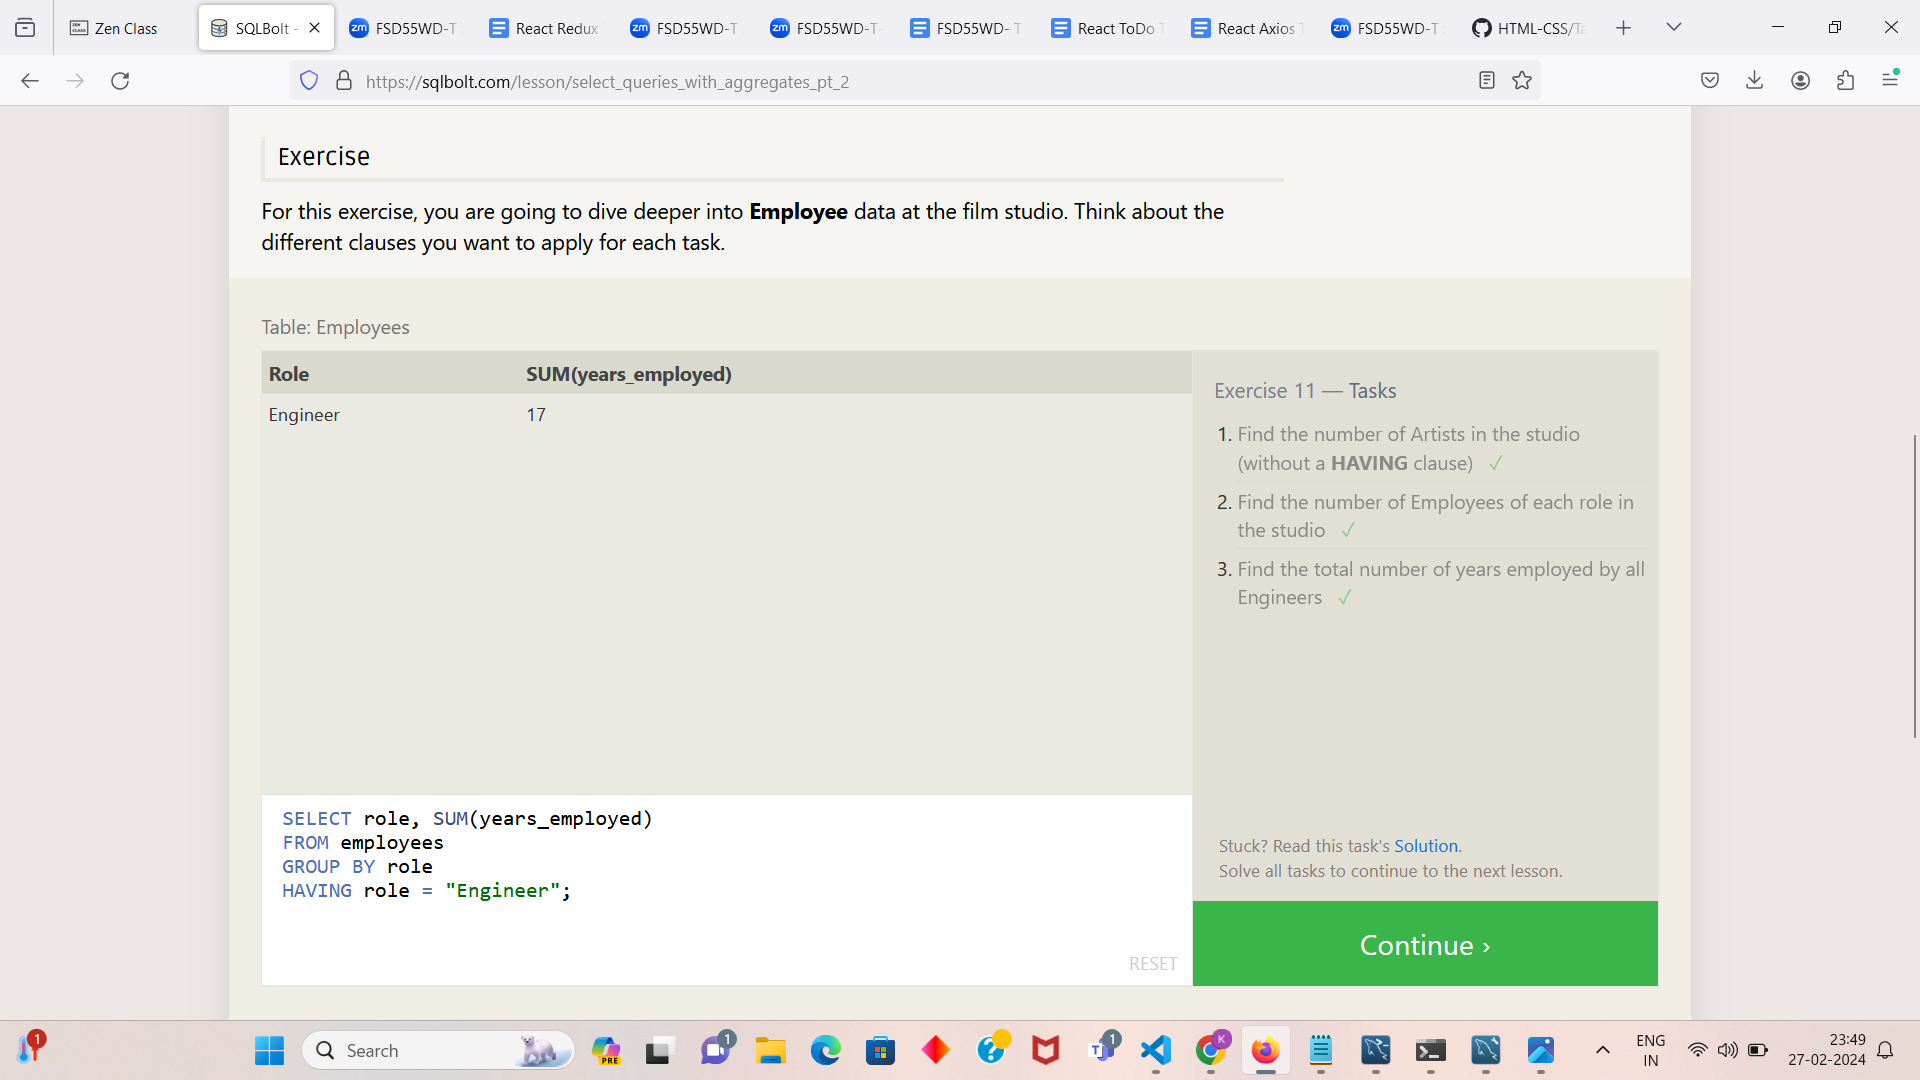 Zen Class
SQLBolt -
FSD55WD-T
React Redux
FSD55WD-T
FSD55WD-T-
FSD55WD- T
React ToDo T
React Axios T
FSD55WD-T
HTML-CSS/Ta
https://sqlbolt.com/lesson/select_queries_with_aggregates_pt_2
Exercise
For this exercise, you are going to dive deeper into Employee data at the film studio. Think about the
different clauses you want to apply for each task.
Table: Employees
Role SUM(years_employed)
Engineer 17
Exercise 11 — Tasks
1. Find the number of Artists in the studio
(without a HAVING clause) ✓
2. Find the number of Employees of each role in
the studio ✓
3. Find the total number of years employed by all
Engineers ✓
SELECT role, SUM(years_employed)
FROM employees
GROUP BY role
HAVING role = "Engineer";
RESET
Stuck? Read this task's Solution.
Solve all tasks to continue to the next lesson.
Continue ›
1
Search
PRE
1
1
K
ENG
IN
23:49
27-02-2024